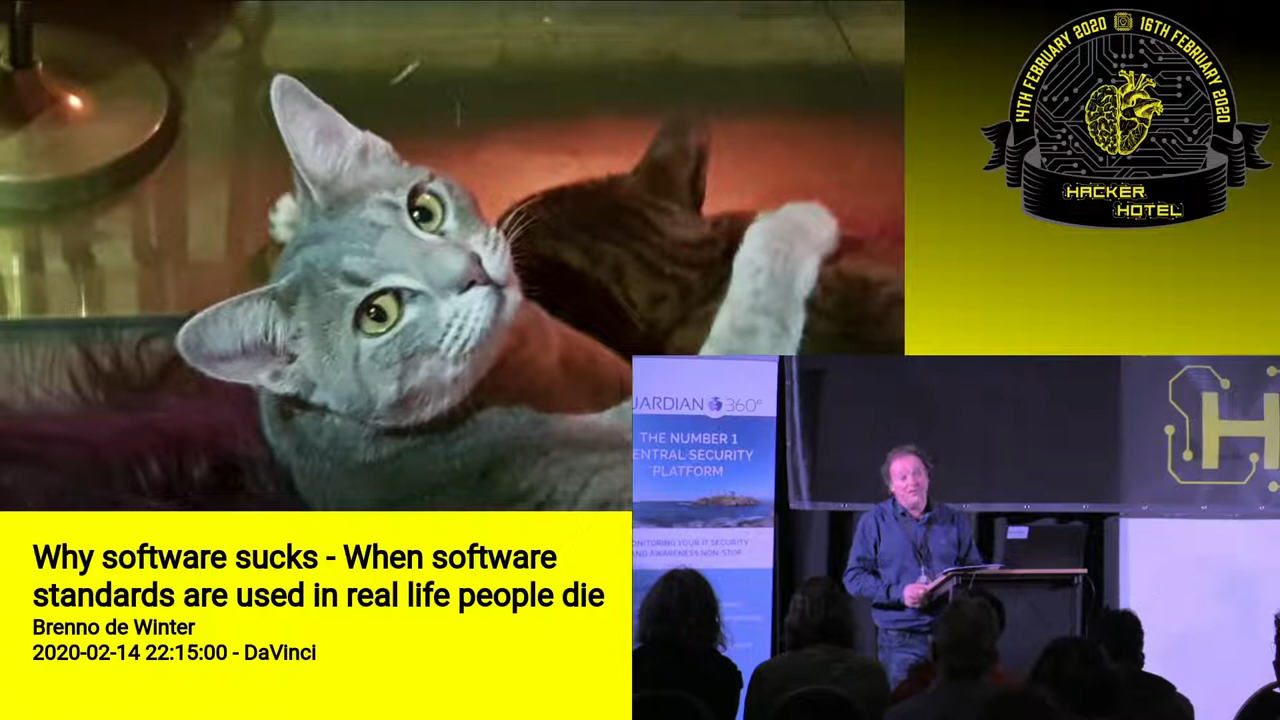 14TH FEBRUARY 2020 16TH FEBRUARY 2020
HACKER
HOTEL
UARDIAN 360°
THE NUMBER 1
ENTRAL SECURITY
PLATFORM
ONITORING YOUR IT SECURITY
AND AWARENESS NON-STOP
H
Why software sucks - When software
standards are used in real life people die
Brenno de Winter
2020-02-14 22:15:00 - DaVinci